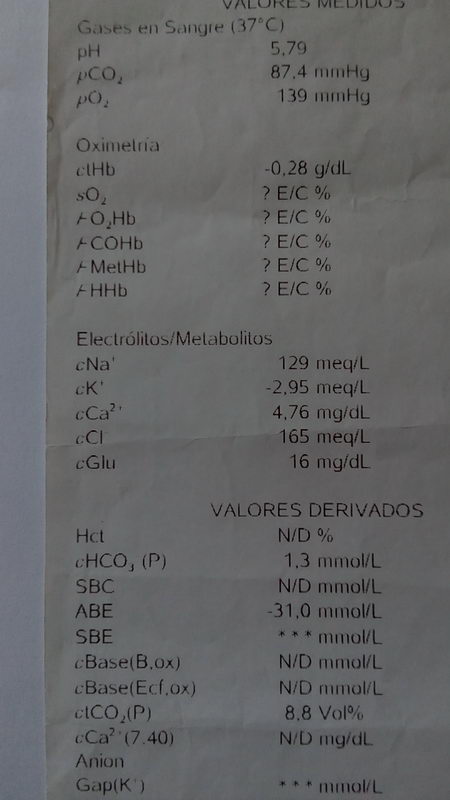 VALORES MEDIDOS
Gases en Sangre (37°C)
pH 5,79
pCO₂ 87,4 mmHg
pO₂ 139 mmHg
Oximetría
ctHb -0,28 g/dL
sO₂ ? E/C %
FO₂Hb ? E/C %
FCOHb ? E/C %
FMetHb ? E/C %
FHHb ? E/C %
Electrólitos/Metabolitos
cNa⁺ 129 meq/L
cK⁺ -2,95 meq/L
cCa²⁺ 4,76 mg/dL
cCl⁻ 165 meq/L
cGlu 16 mg/dL
VALORES DERIVADOS
Hct N/D %
cHCO₃⁻(P) 1,3 mmol/L
SBC N/D mmol/L
ABE -31,0 mmol/L
SBE * * * mmol/L
cBase(B,ox) N/D mmol/L
cBase(Ecf,ox) N/D mmol/L
ctCO₂(P) 8,8 Vol%
cCa²⁺(7.40) N/D mg/dL
Anion
Gap(K⁺) * * * mmol/L